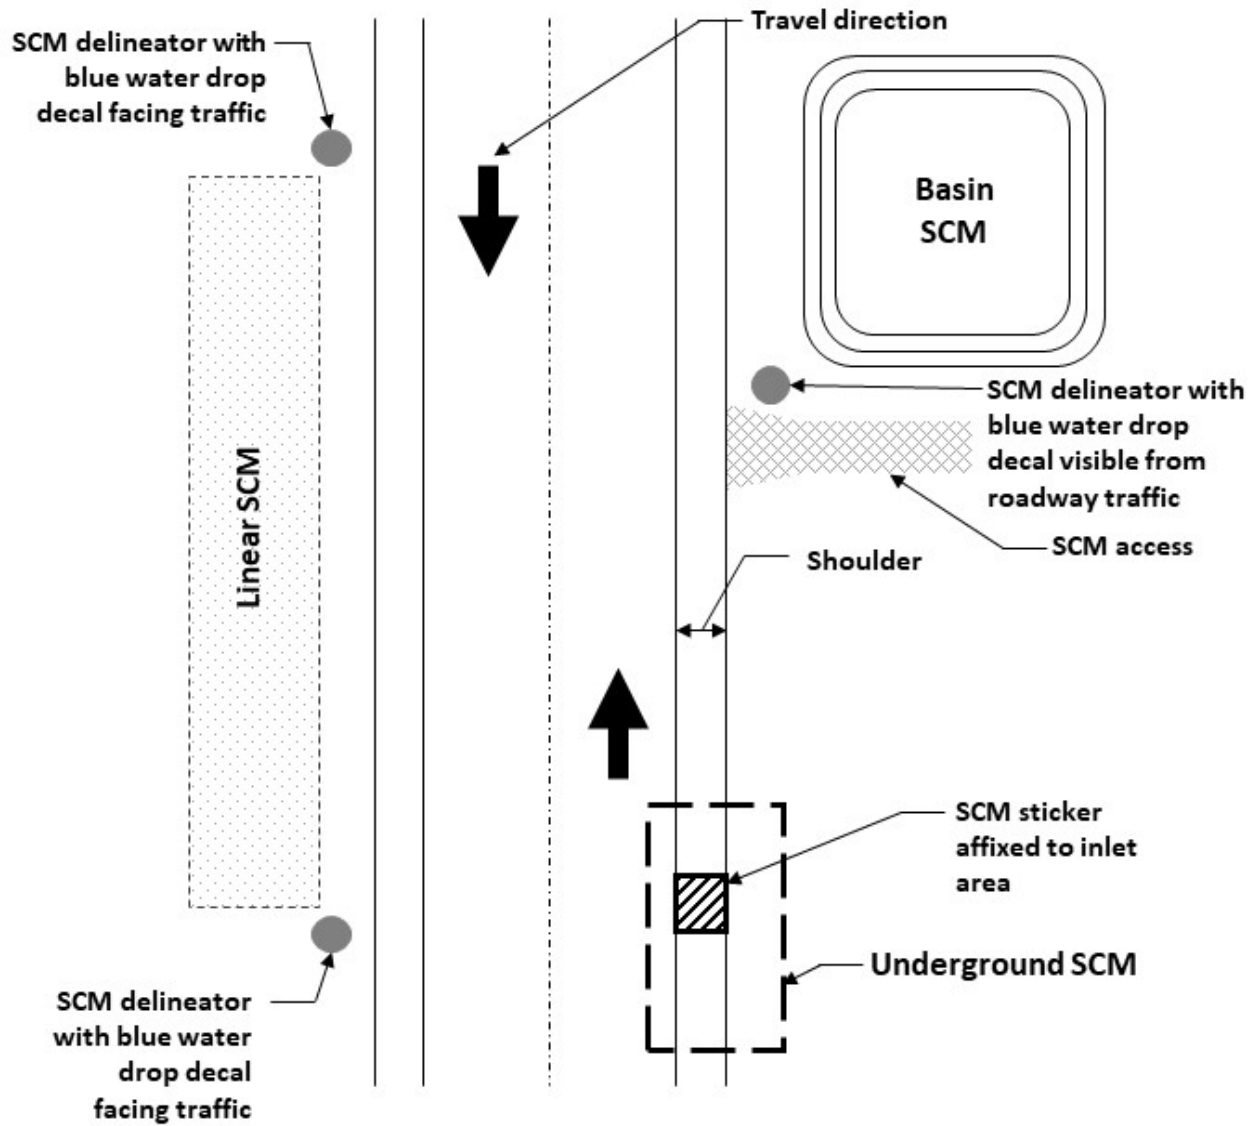 SCM delineator with
blue water drop
decal facing traffic
Travel direction
Basin
SCM
SCM delineator with
blue water drop
decal visible from
roadway traffic
SCM access
Linear SCM
Shoulder
SCM sticker
affixed to inlet
area
Underground SCM
SCM delineator
with blue water
drop decal
facing traffic